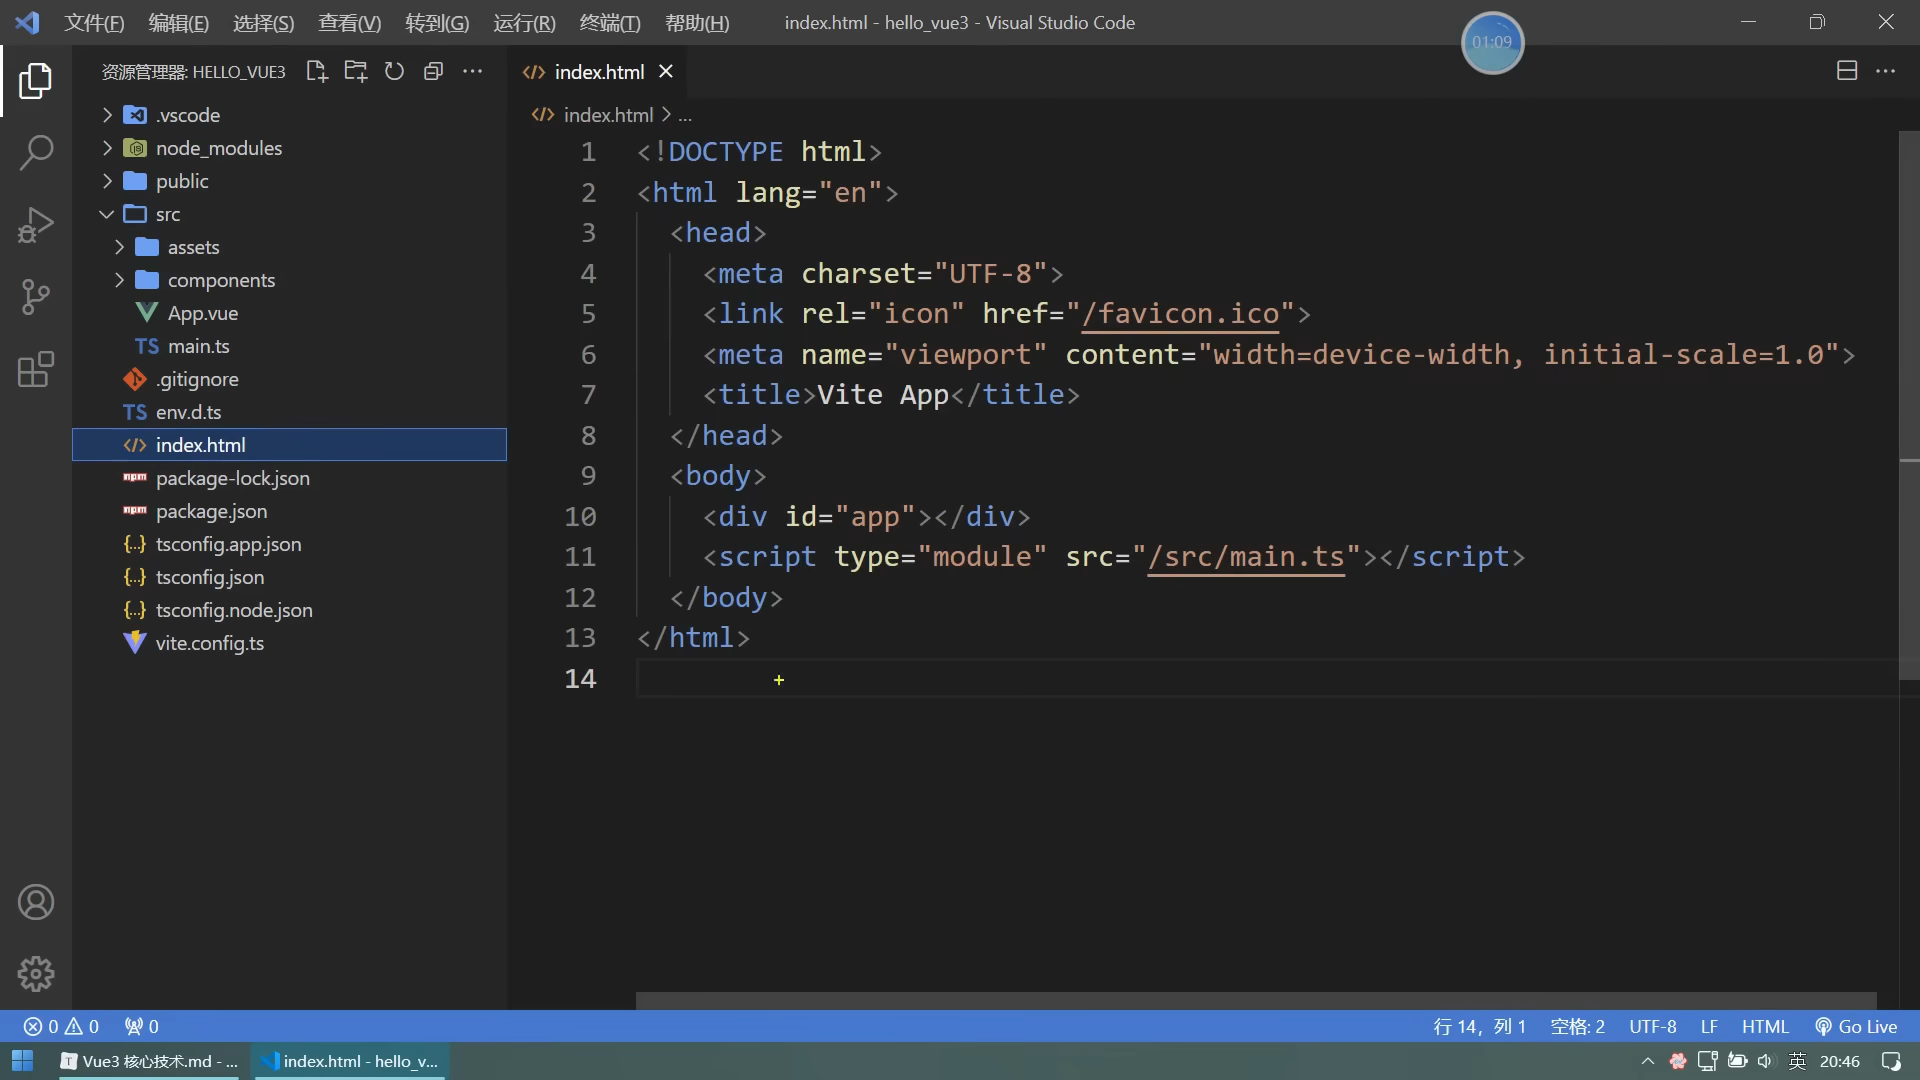 文件(F) 编辑(E) 选择(S) 查看(V) 转到(G) 运行(R) 终端(T) 帮助(H) index.html - hello_vue3 - Visual Studio Code
01:09
资源管理器: HELLO_VUE3
.vscode
node_modules
public
src
assets
components
App.vue
TS main.ts
.gitignore
TS env.d.ts
</> index.html
npm package-lock.json
npm package.json
{...} tsconfig.app.json
{...} tsconfig.json
{...} tsconfig.node.json
vite.config.ts
</> index.html
</> index.html > ...
1 <!DOCTYPE html>
2 <html lang="en">
3   <head>
4     <meta charset="UTF-8">
5     <link rel="icon" href="/favicon.ico">
6     <meta name="viewport" content="width=device-width, initial-scale=1.0">
7     <title>Vite App</title>
8   </head>
9   <body>
10     <div id="app"></div>
11     <script type="module" src="/src/main.ts"></script>
12   </body>
13 </html>
14
0 0 0 行 14，列 1 空格: 2 UTF-8 LF HTML Go Live
T Vue3 核心技术.md - ... index.html - hello_v... 英 20:46